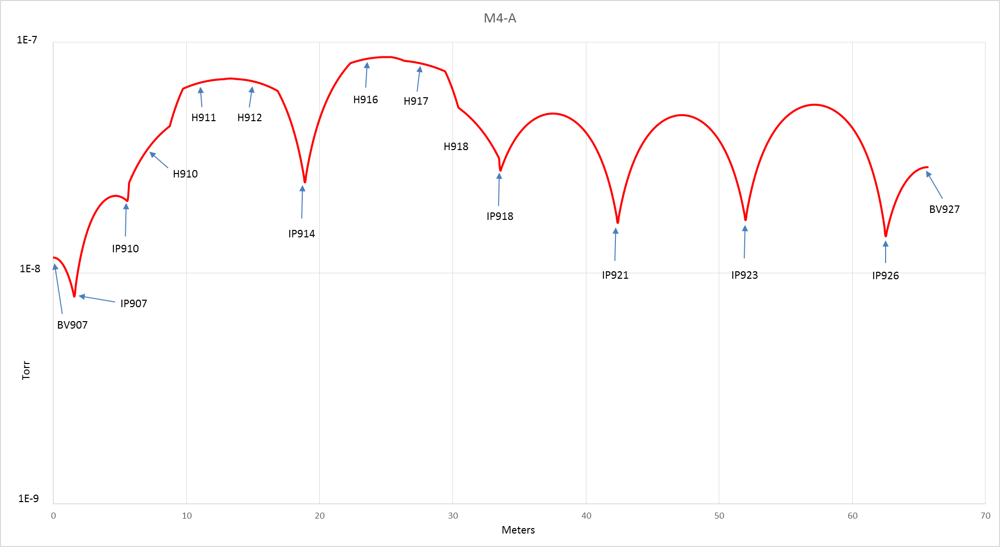 M4-A
1E-7
H916
H917
H911
H912
H918
H910
BV927
IP918
IP914
IP910
1E-8
IP921
IP923
IP926
IP907
BV907
Torr
1E-9
0
10
20
30
40
50
60
70
Meters